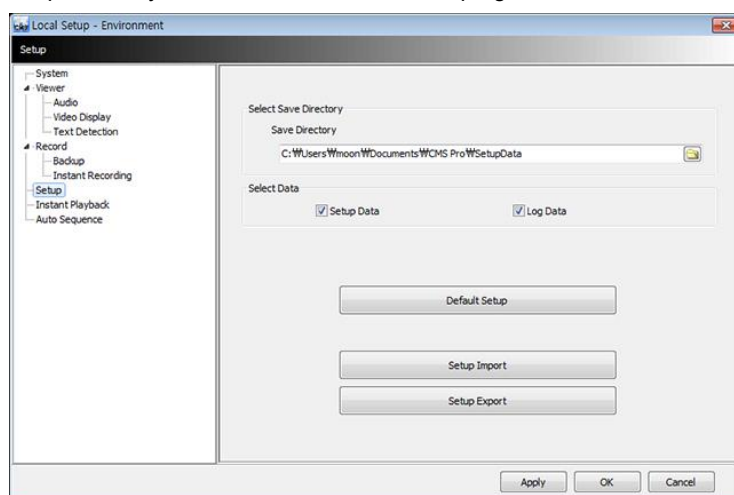 Local Setup - Environment
Setup
System
Viewer
Audio
Video Display
Text Detection
Record
Backup
Instant Recording
Setup
Instant Playback
Auto Sequence
Select Save Directory
Save Directory
C:₩Users₩moon₩Documents₩CMS Pro₩SetupData
Select Data
Setup Data
Log Data
Default Setup
Setup Import
Setup Export
Apply
OK
Cancel